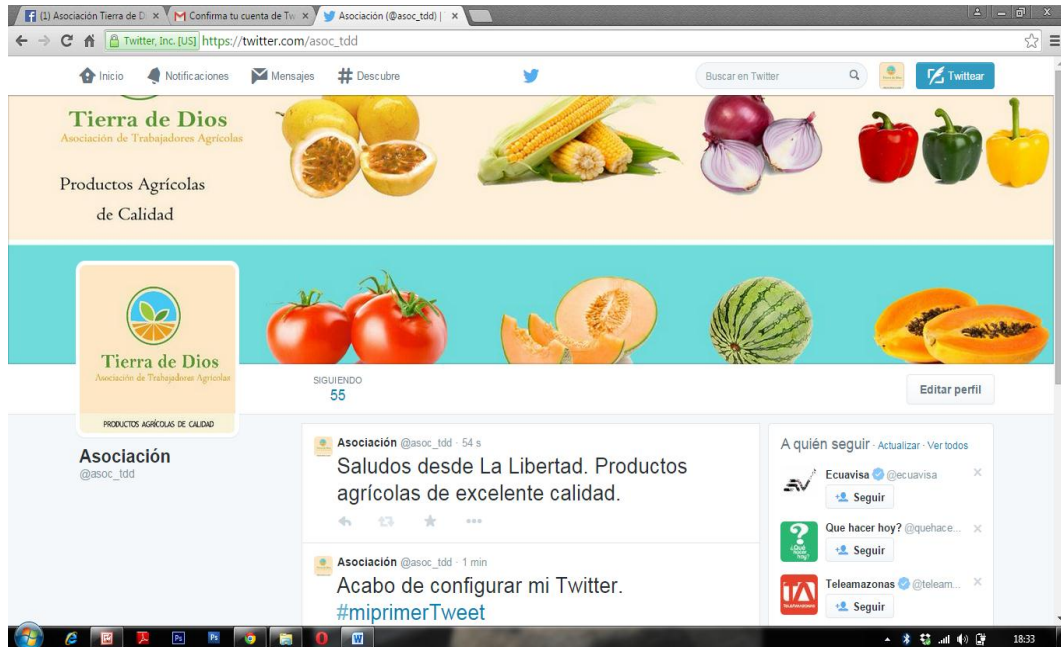 (1) Asociación Tierra de D
Confirma tu cuenta de Tw
Asociación (@asoc_tdd) |
Twitter, Inc. [US] https://twitter.com/asoc_tdd
Inicio
Notificaciones
Mensajes
Descubre
Buscar en Twitter
Twittear
Tierra de Dios
Asociación de Trabajadores Agrícolas
Productos Agrícolas
de Calidad
Tierra de Dios
Asociación de Trabajadores Agrícolas
PRODUCTOS AGRÍCOLAS DE CALIDAD
Asociación
@asoc_tdd
SIGUIENDO
55
Editar perfil
Asociación @asoc_tdd · 54 s
Saludos desde La Libertad. Productos
agrícolas de excelente calidad.
Asociación @asoc_tdd · 1 min
Acabo de configurar mi Twitter.
#miprimerTweet
A quién seguir · Actualizar · Ver todos
Ecuavisa @ecuavisa
Seguir
Que hacer hoy? @quehace...
Seguir
Teleamazonas @teleam...
Seguir
18:33